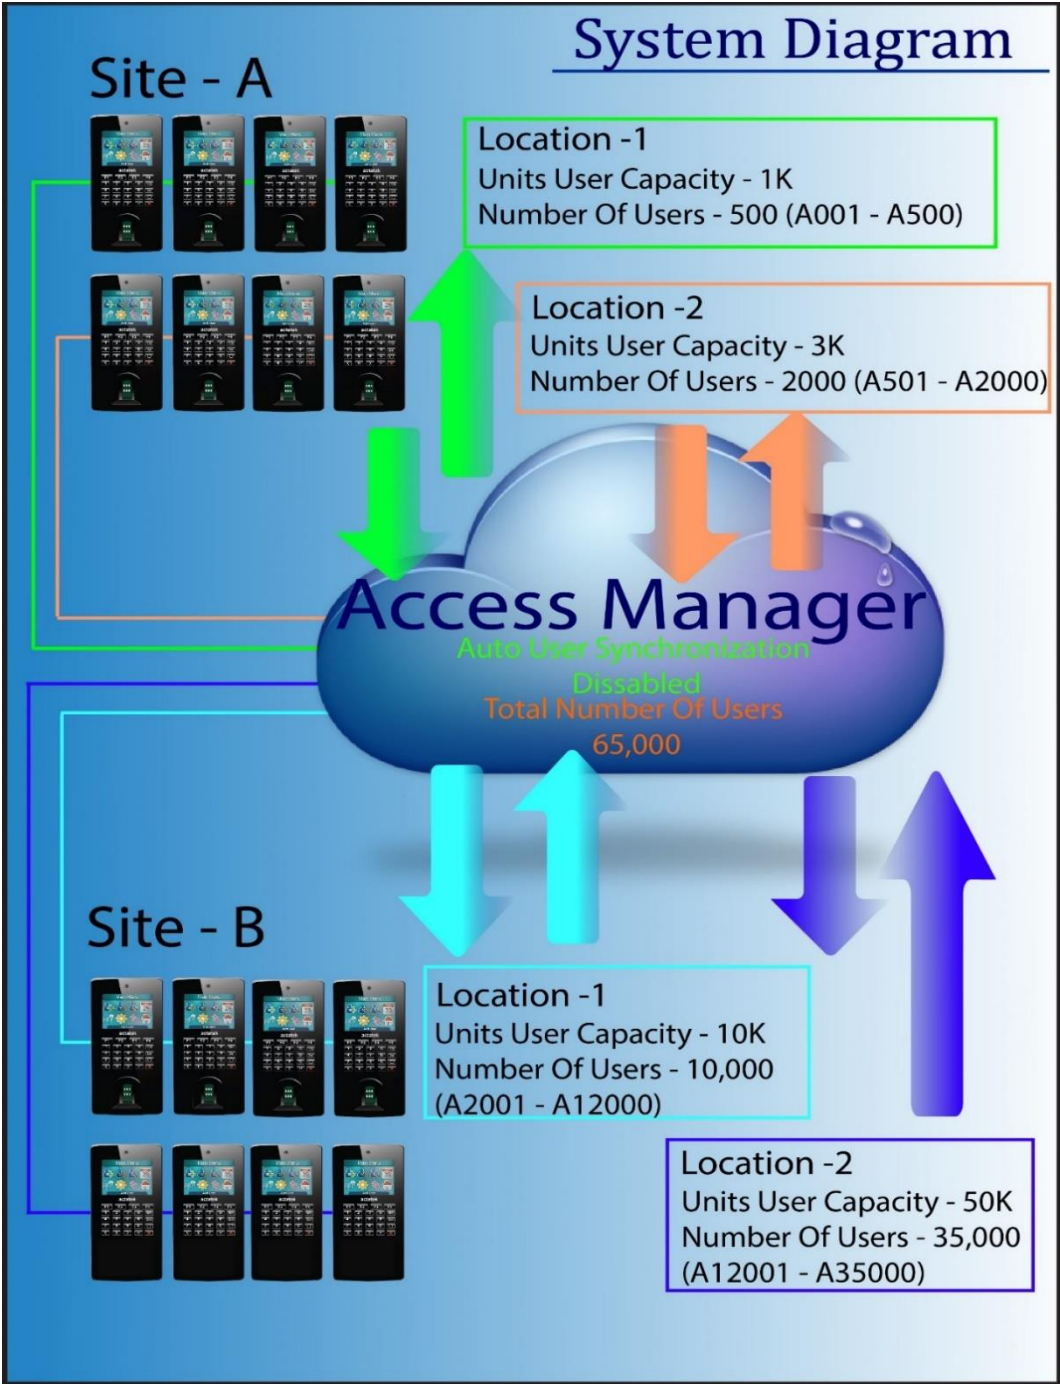 System Diagram
Site - A
Location -1
Units User Capacity - 1K
Number Of Users - 500 (A001 - A500)
Location -2
Units User Capacity - 3K
Number Of Users - 2000 (A501 - A2000)
Access Manager
Auto User Synchronization
Dissabled
Total Number Of Users
65,000
Site - B
Location -1
Units User Capacity - 10K
Number Of Users - 10,000
(A2001 - A12000)
Location -2
Units User Capacity - 50K
Number Of Users - 35,000
(A12001 - A35000)